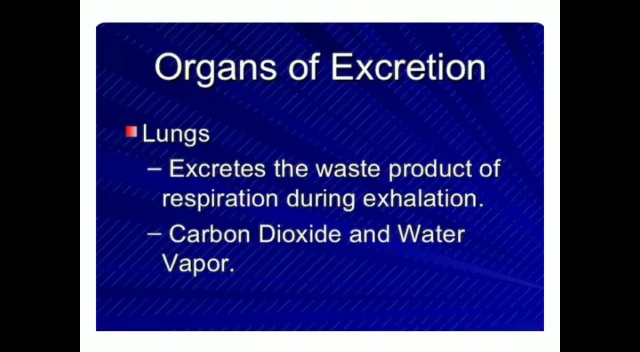 Organs of Excretion
Lungs
– Excretes the waste product of
respiration during exhalation.
– Carbon Dioxide and Water
Vapor.